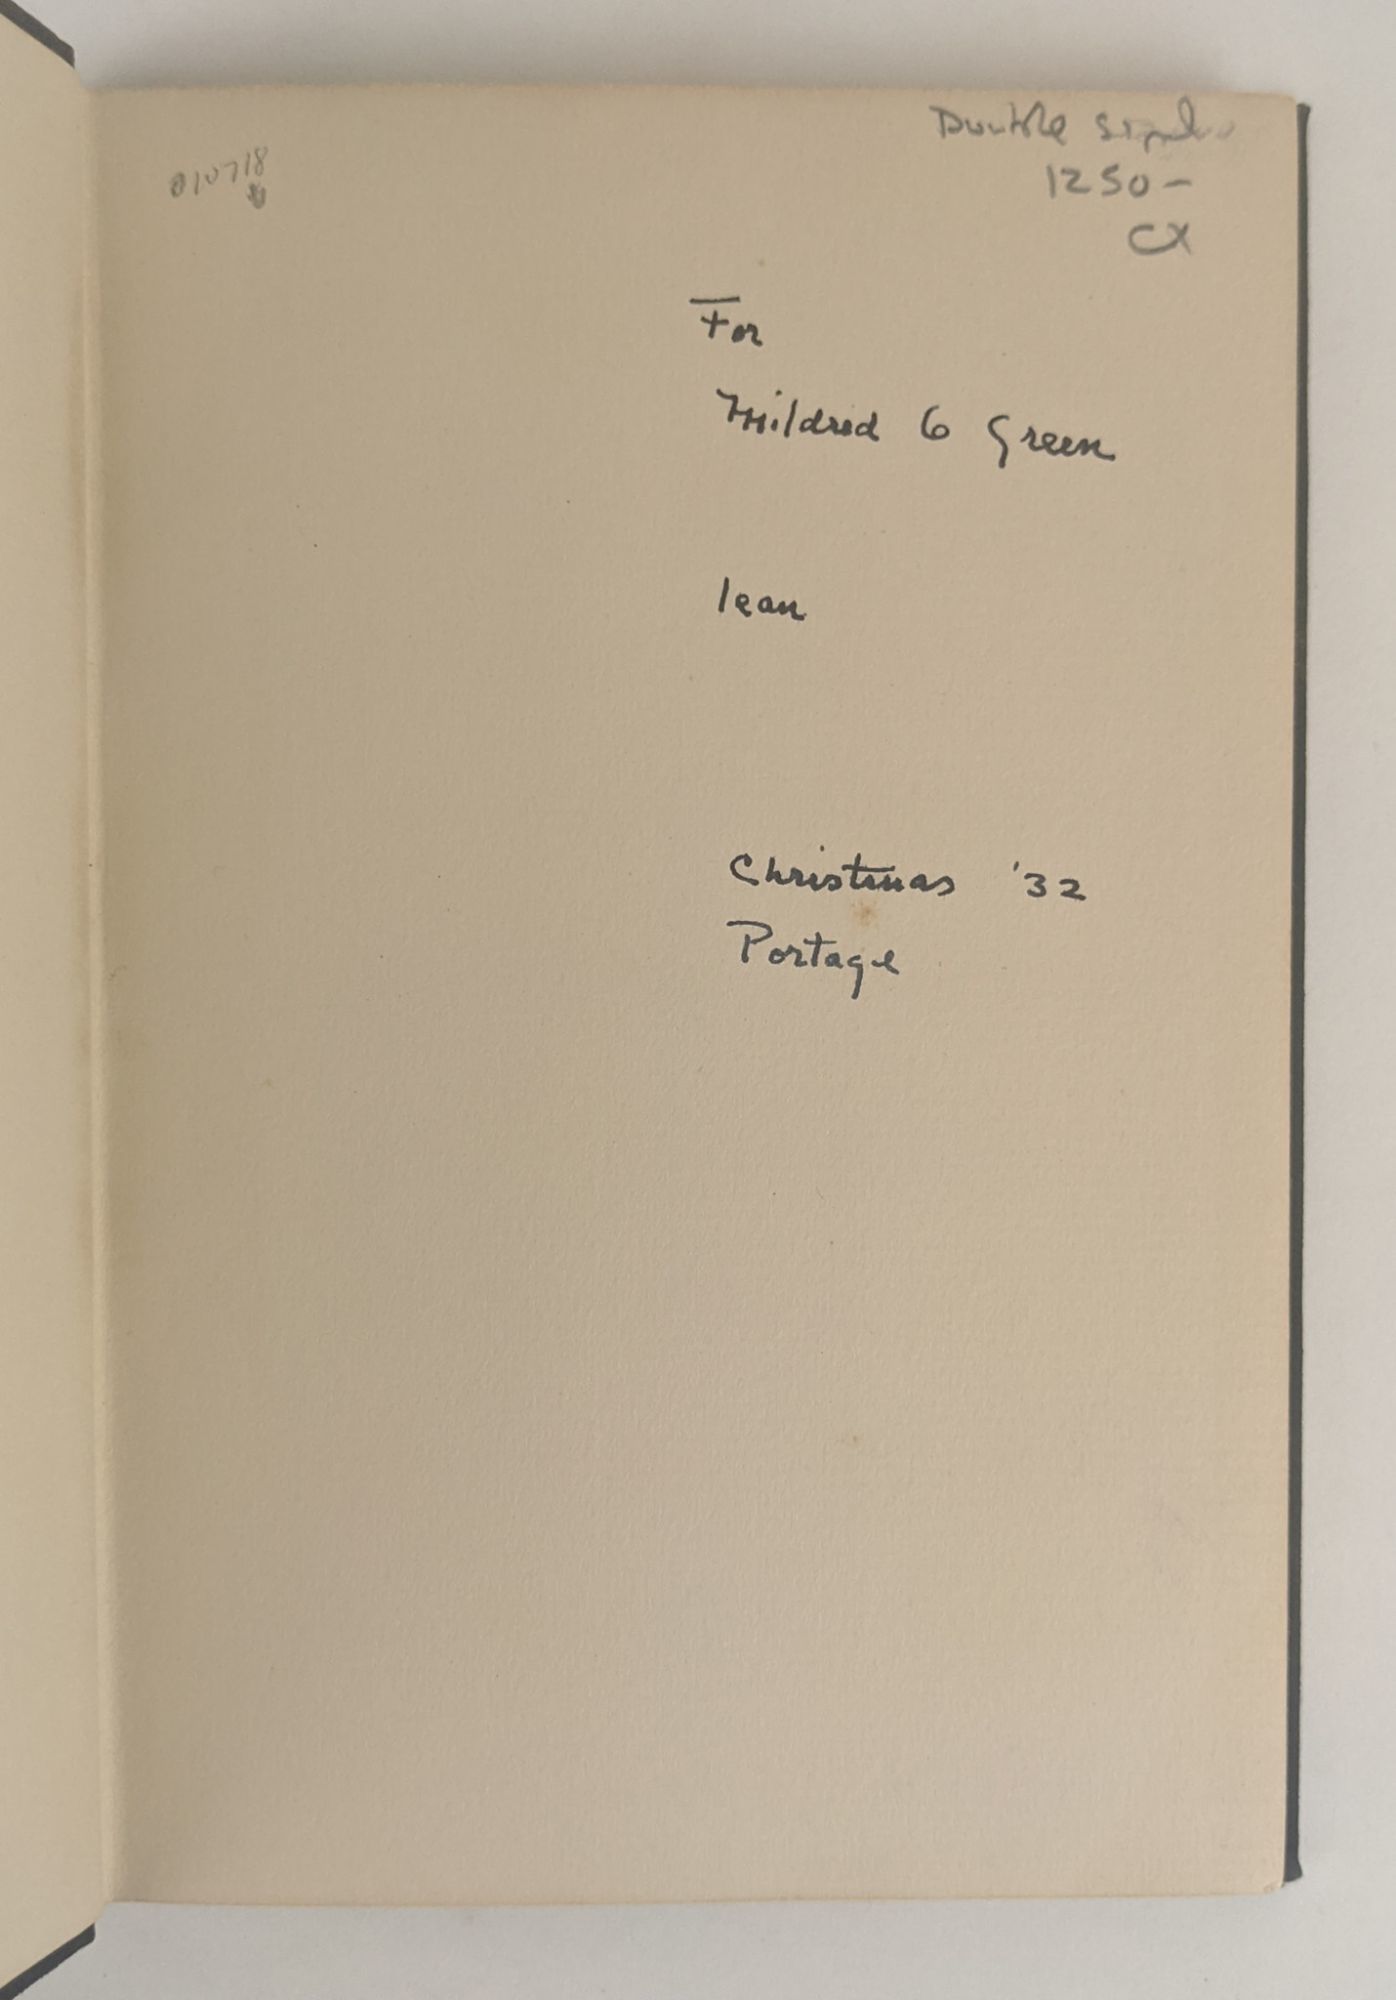 Double signed
1250 –
CX
010718
For
Mildred G Green
Jean
Christmas '32
Portage